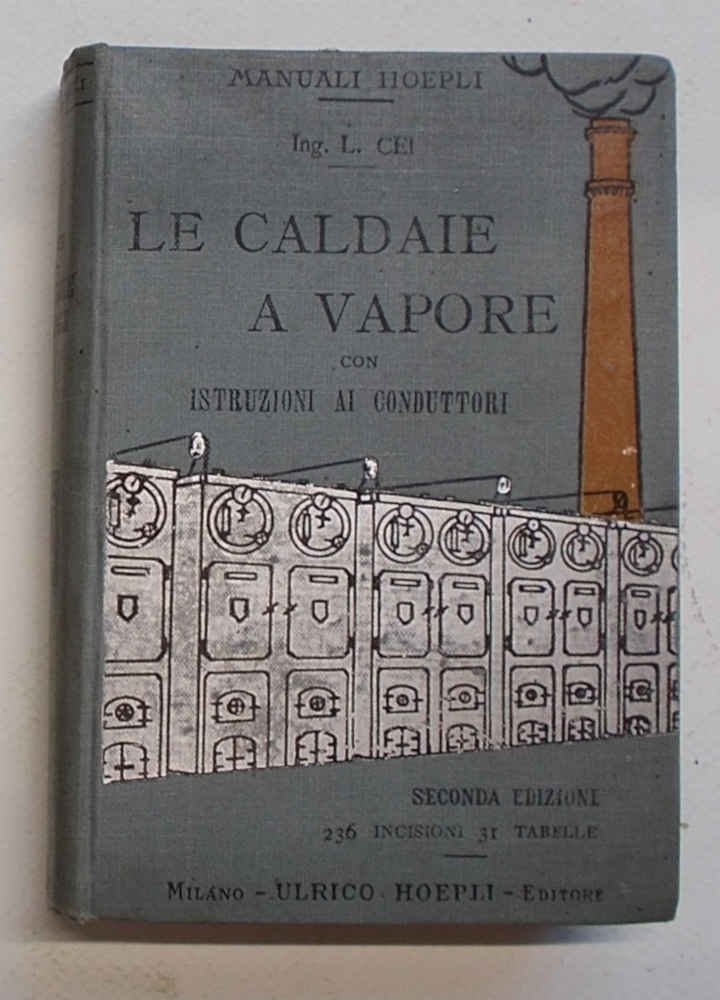 MANUALI HOEPLI
Ing. L. CEI
LE CALDAIE
A VAPORE
CON
ISTRUZIONI AI CONDUTTORI
SECONDA EDIZIONE
236 INCISIONI 31 TABELLE
MILANO - ULRICO HOEPLI - EDITORE